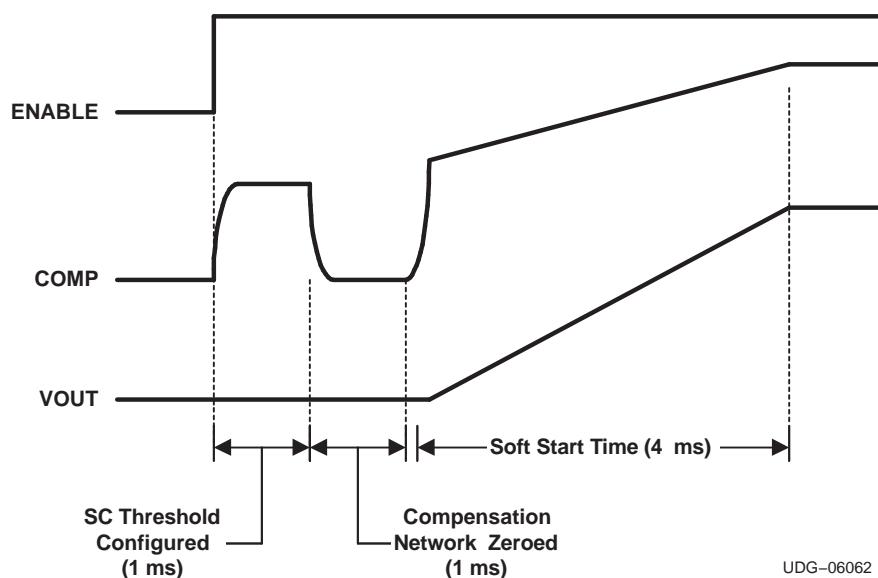 ENABLE
COMP
VOUT
Soft Start Time (4 ms)
SC Threshold
Configured
(1 ms)
Compensation
Network Zeroed
(1 ms)
UDG–06062